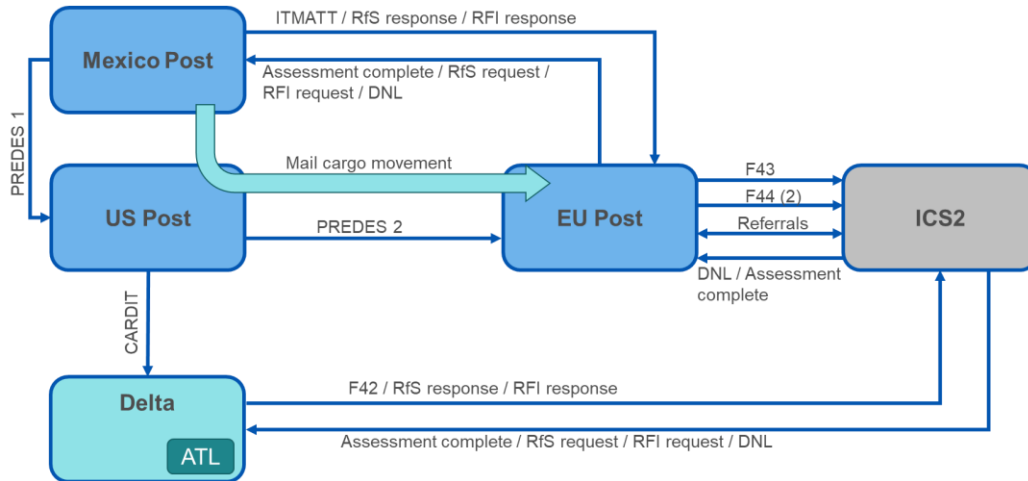 ITMATT / RfS response / RFI response
Mexico Post
Assessment complete / RfS request /
RFI request / DNL
PREDES 1
Mail cargo movement
US Post
PREDES 2
EU Post
F43
F44 (2)
Referrals
DNL / Assessment
complete
ICS2
CARDIT
Delta
ATL
F42 / RfS response / RFI response
Assessment complete / RfS request / RFI request / DNL